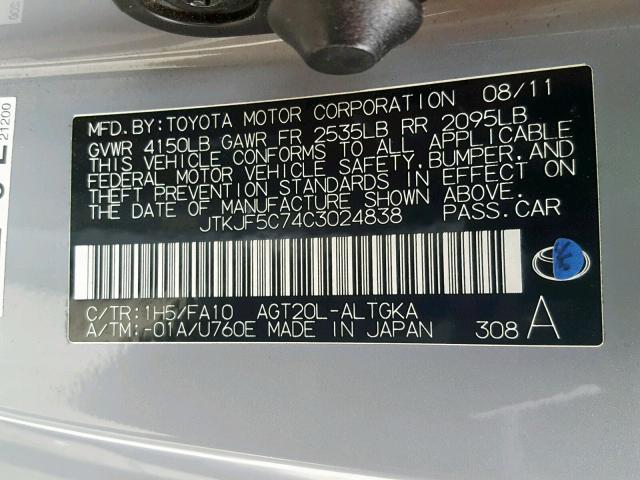 MFD. BY: TOYOTA MOTOR CORPORATION 08/11
GVWR 4150LB GAWR FR 2535LB RR 2095LB
THIS VEHICLE CONFORMS TO ALL APPLICABLE
FEDERAL MOTOR VEHICLE SAFETY, BUMPER, AND
THEFT PREVENTION STANDARDS IN EFFECT ON
THE DATE OF MANUFACTURE SHOWN ABOVE.
JTKJF5C74C3024838 PASS. CAR
C/TR: 1H5/FA10 AGT20L-ALTGKA
A/TM: -01A/U760E MADE IN JAPAN 308 A
21200